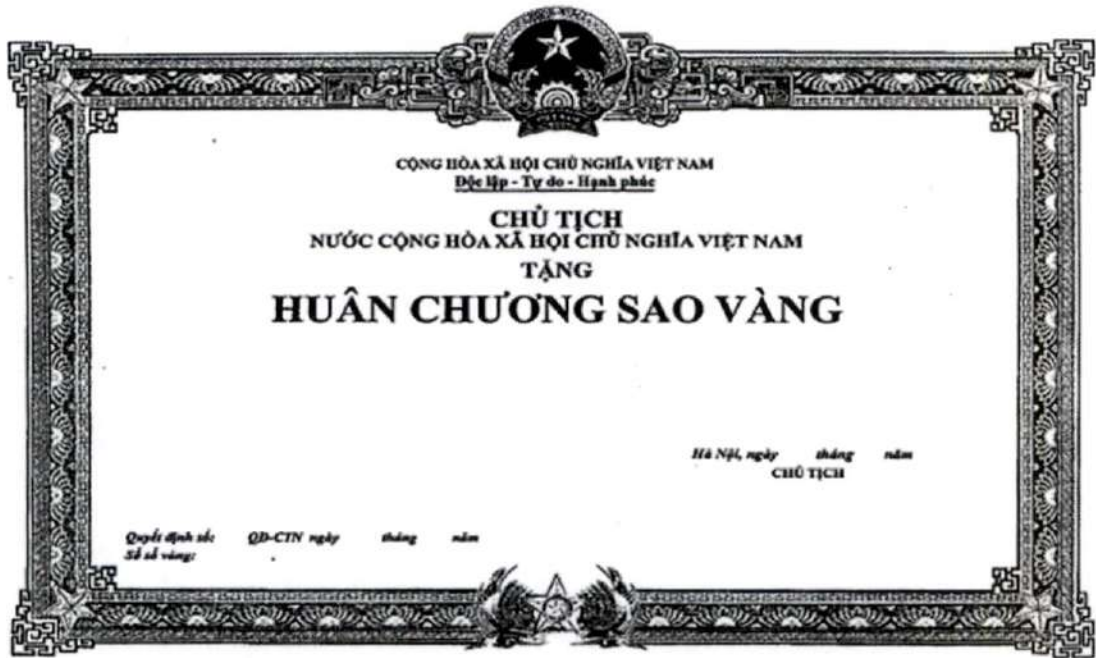 CỘNG HÒA XÃ HỘI CHỦ NGHĨA VIỆT NAM
Độc lập - Tự do - Hạnh phúc
CHỦ TỊCH
NƯỚC CỘNG HÒA XÃ HỘI CHỦ NGHĨA VIỆT NAM
TẶNG
HUÂN CHƯƠNG SAO VÀNG
Hà Nội, ngày tháng năm
CHỦ TỊCH
Quyết định số: QĐ-CTN ngày tháng năm
Số sổ vàng: